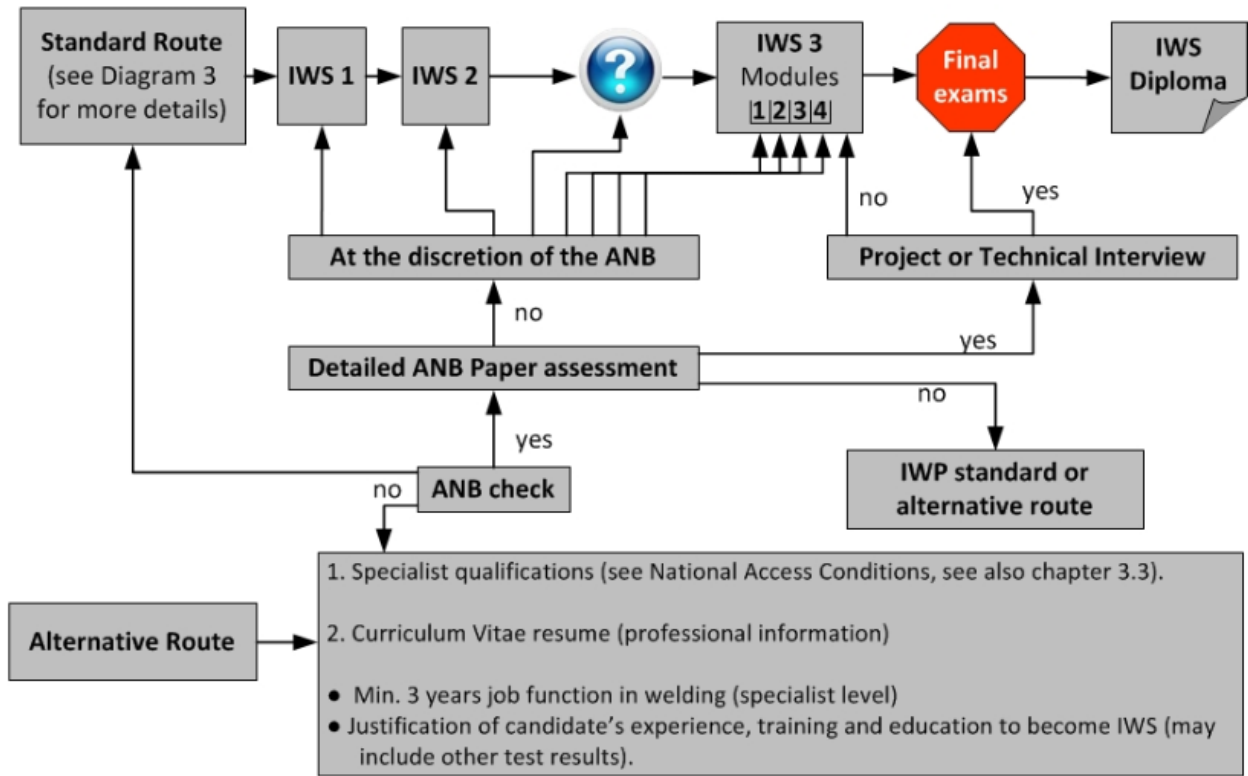 Standard Route
(see Diagram 3
for more details)
IWS 1
IWS 2
?
IWS 3
Modules
1 2 3 4
Final
exams
IWS
Diploma
no
yes
At the discretion of the ANB
Project or Technical Interview
no
yes
Detailed ANB Paper assessment
no
yes
IWP standard or
alternative route
no
ANB check
1. Specialist qualifications (see National Access Conditions, see also chapter 3.3).
Alternative Route
2. Curriculum Vitae resume (professional information)
● Min. 3 years job function in welding (specialist level)
● Justification of candidate's experience, training and education to become IWS (may
include other test results).